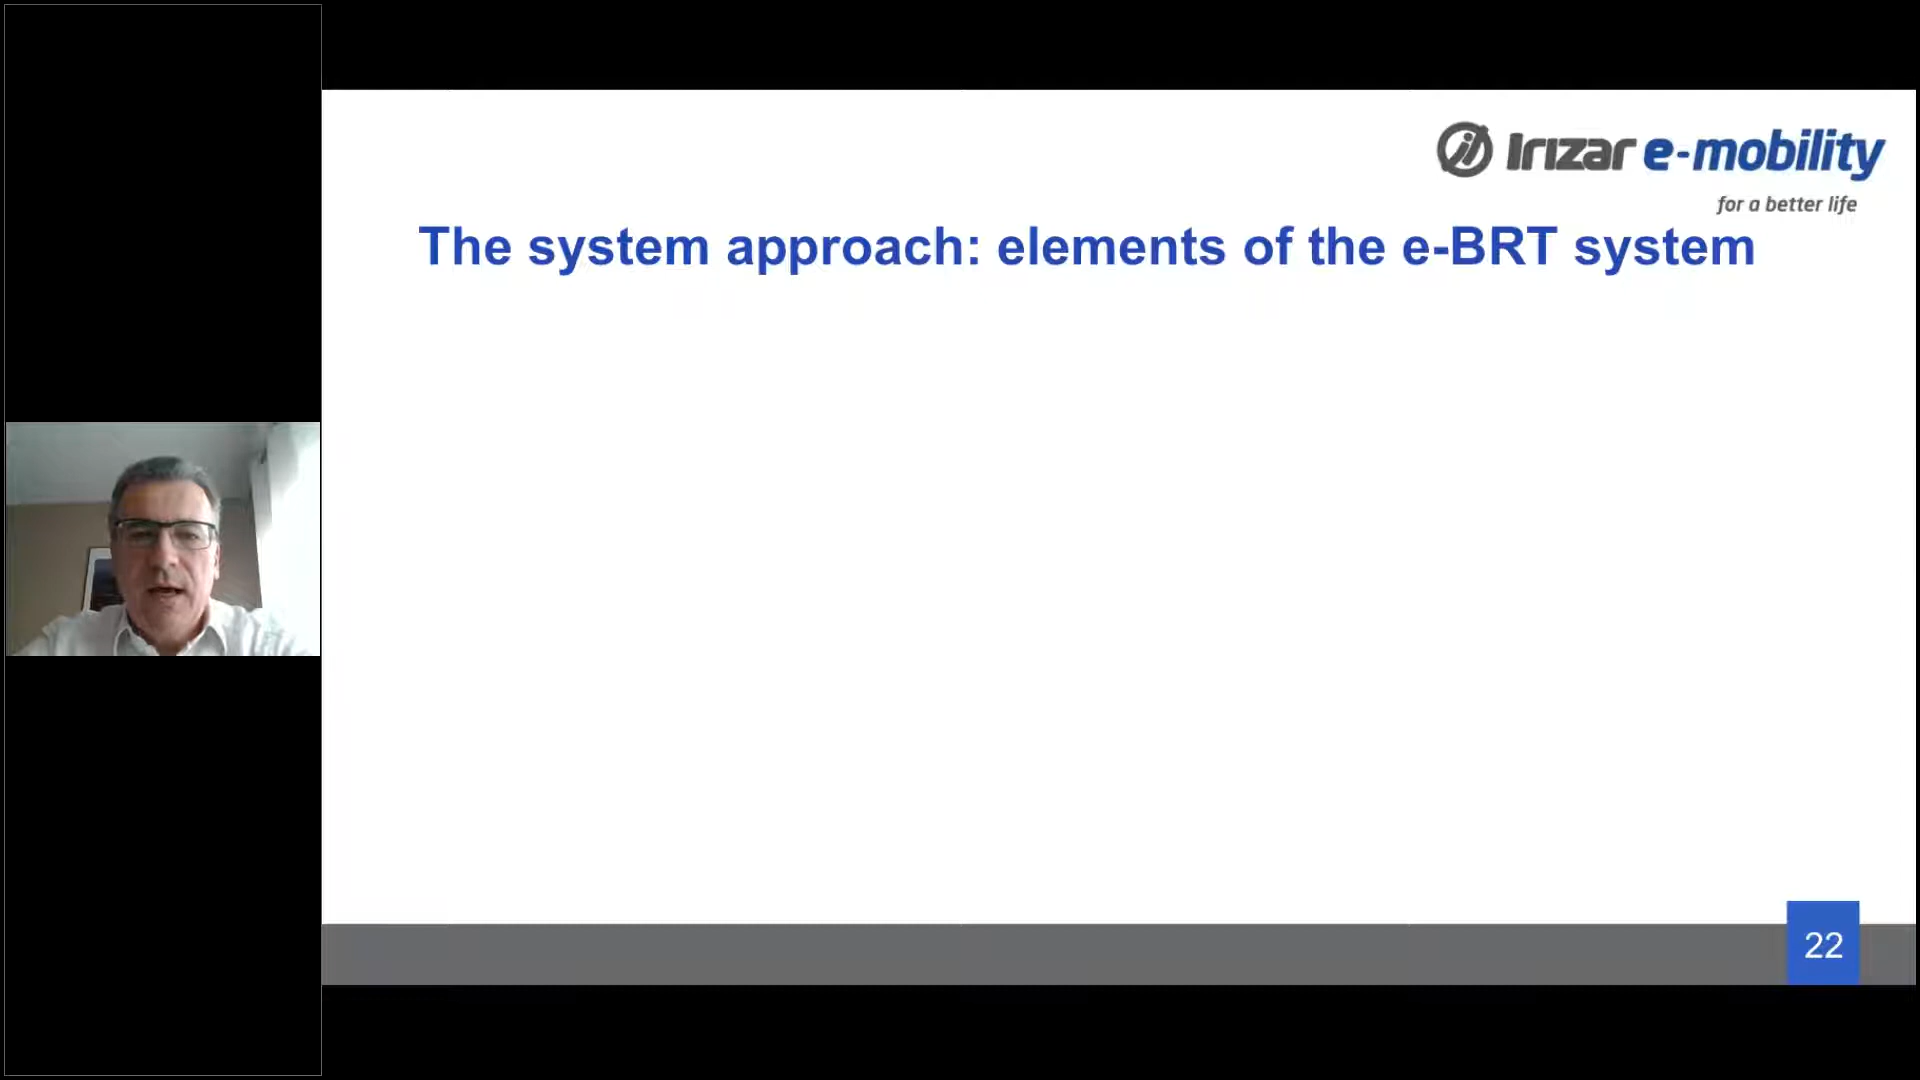 Irizar e-mobility
for a better life
The system approach: elements of the e-BRT system
22